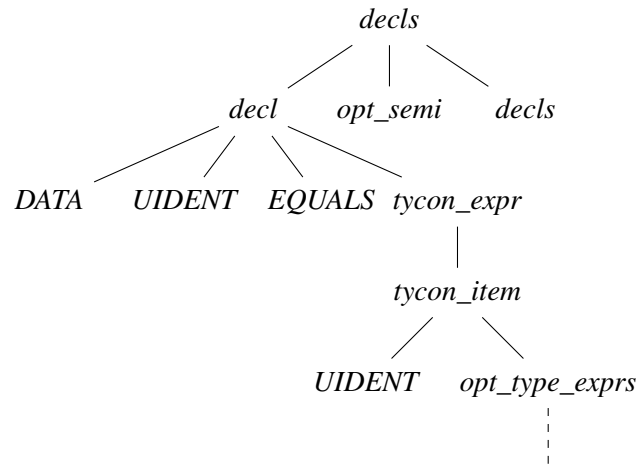 decls
decl opt_semi decls
DATA UIDENT EQUALS tycon_expr
tycon_item
UIDENT opt_type_exprs